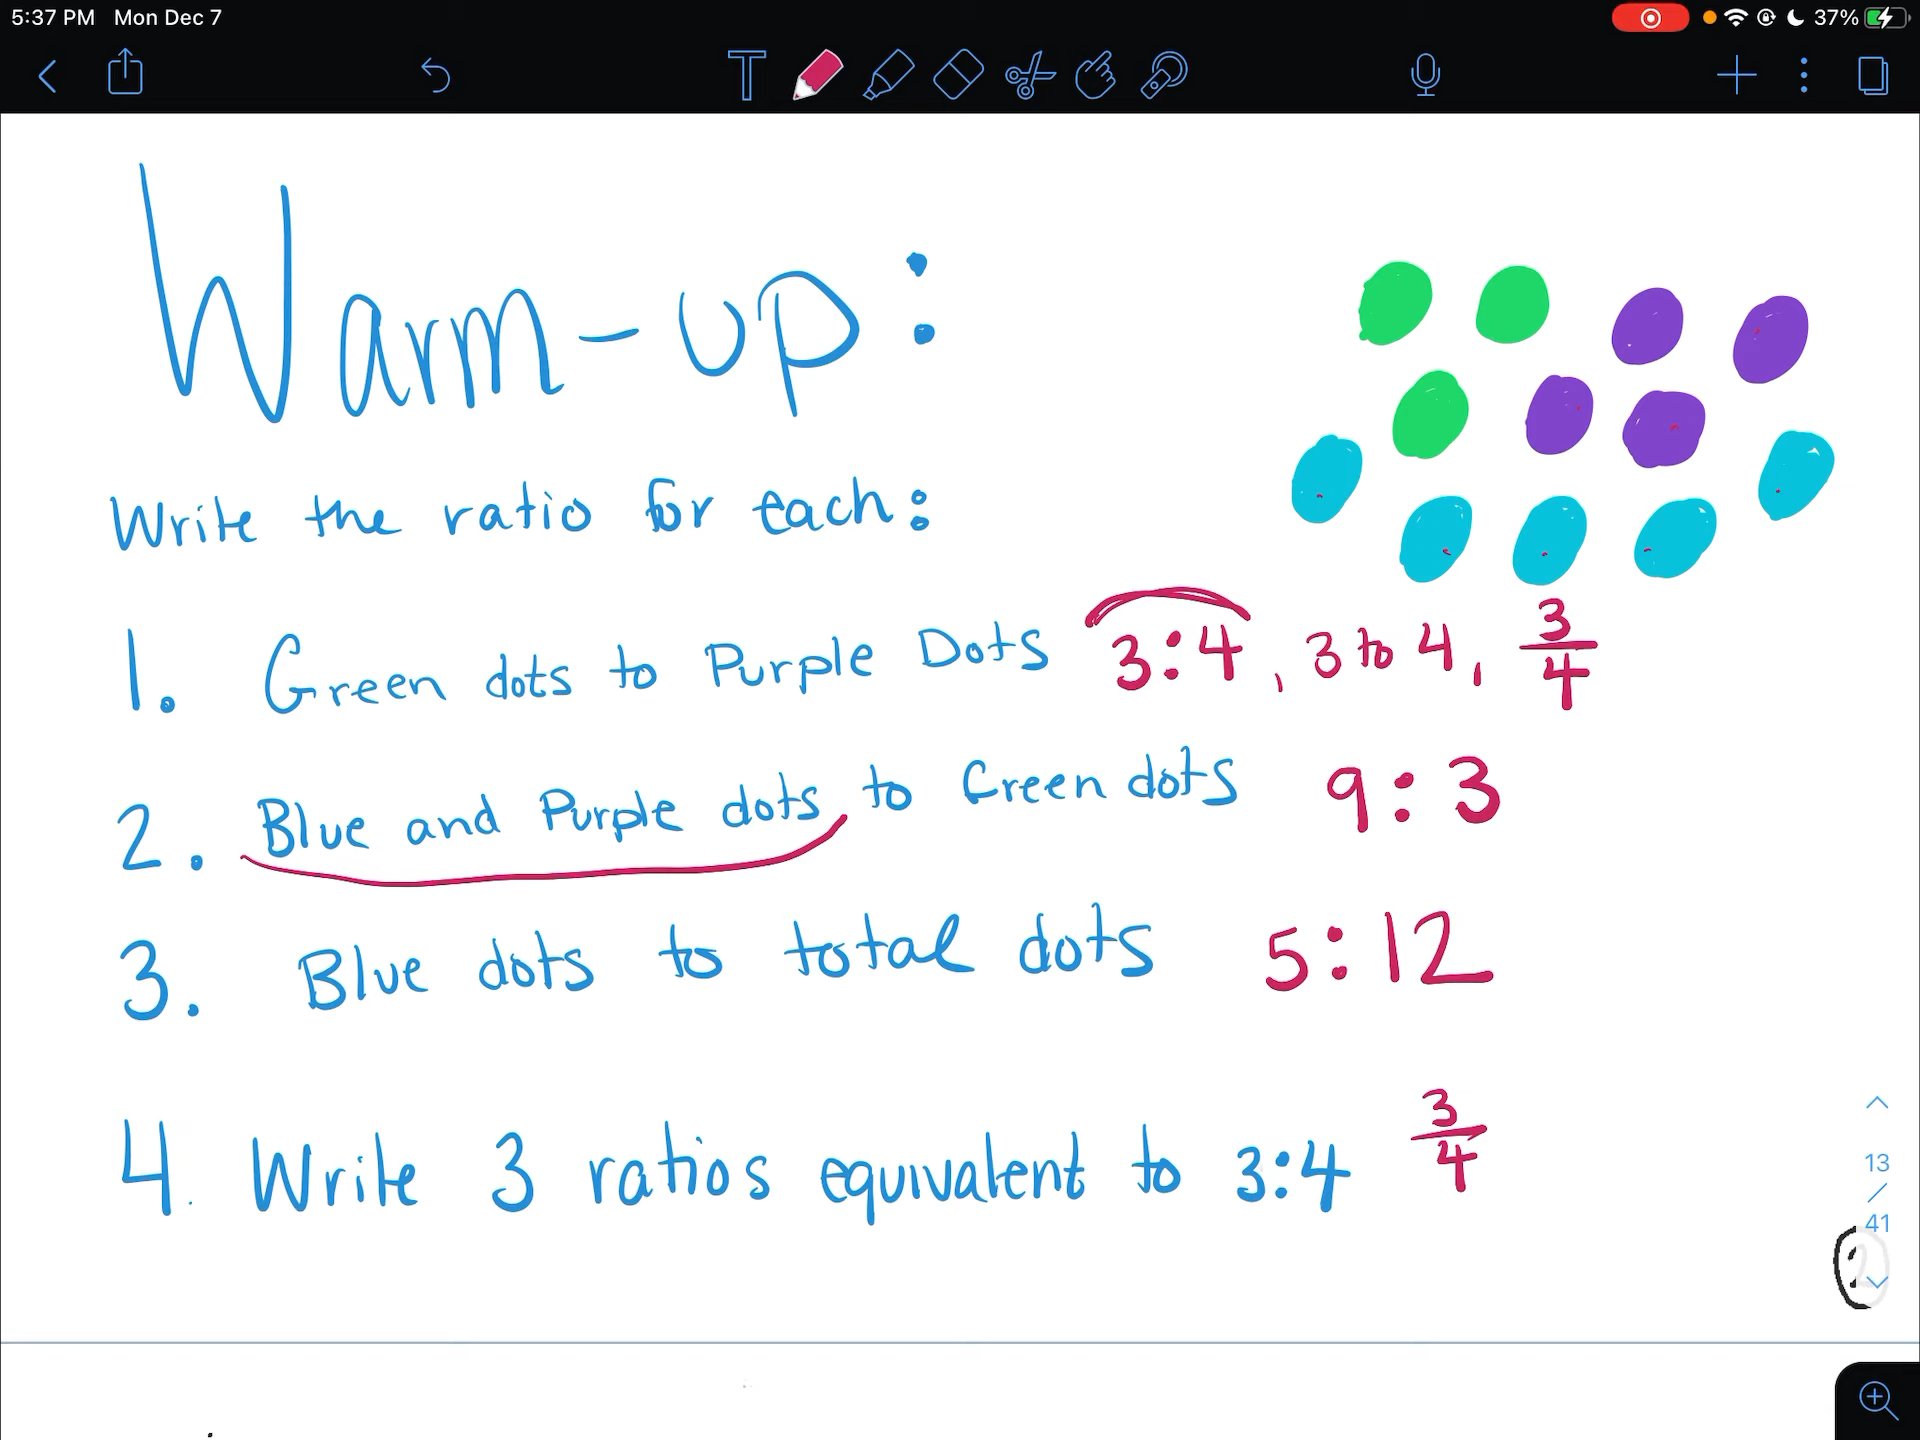 5:37 PM Mon Dec 7
37%
T
Warm-up:
Write the ratio for each:
1. Green dots to Purple Dots 3:4, 3 to 4, 3/4
2. Blue and Purple dots to Green dots 9:3
3. Blue dots to total dots 5:12
4. Write 3 ratios equivalent to 3:4 3/4
13
/
41